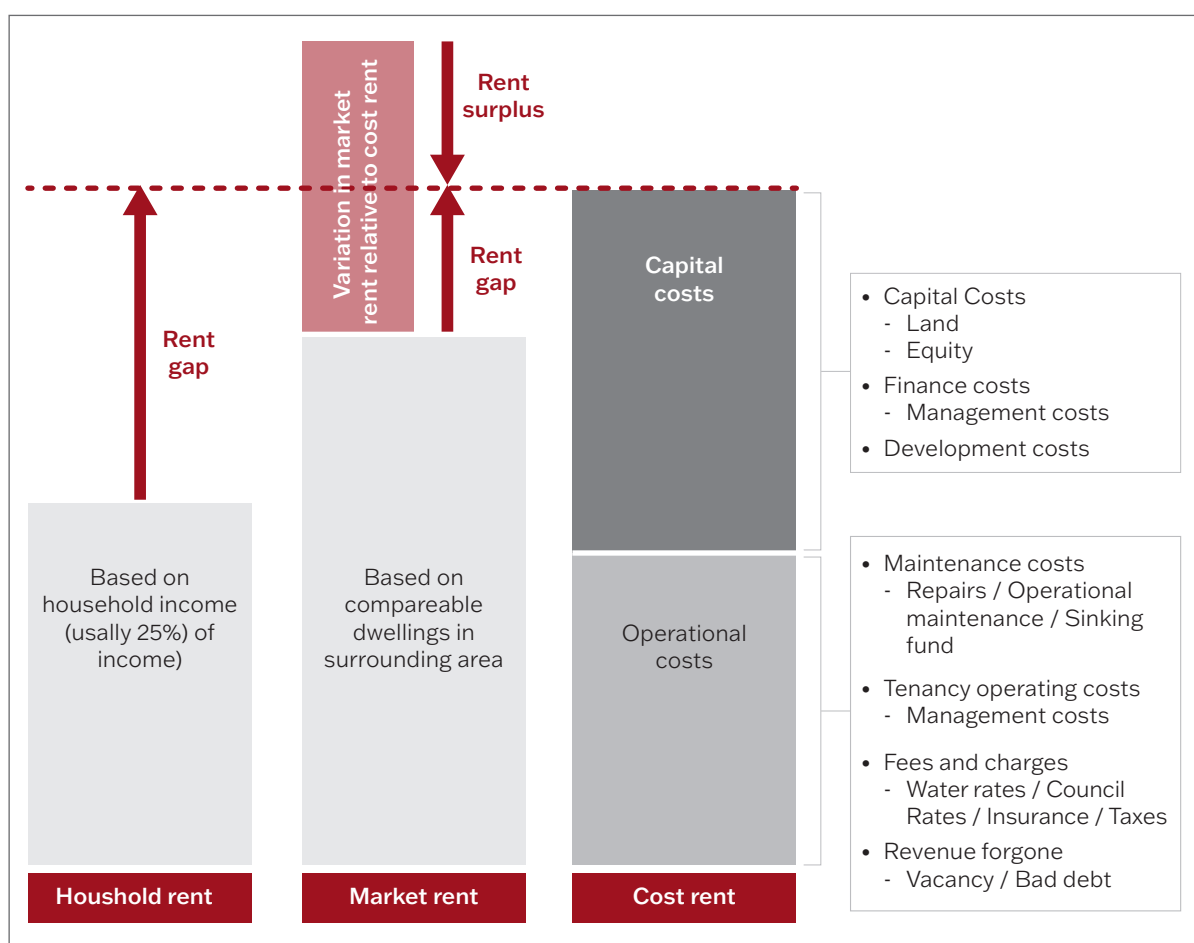 Variation in market
rent relative to cost rent
Rent
surplus
Rent
gap
Rent
gap
Capital
costs
Based on
household income
(usally 25%) of
income)
Based on
compareable
dwellings in
surrounding area
Operational
costs
• Capital Costs
- Land
- Equity
• Finance costs
- Management costs
• Development costs
• Maintenance costs
- Repairs / Operational
maintenance / Sinking
fund
• Tenancy operating costs
- Management costs
• Fees and charges
- Water rates / Council
Rates / Insurance / Taxes
• Revenue forgone
- Vacancy / Bad debt
Houshold rent
Market rent
Cost rent